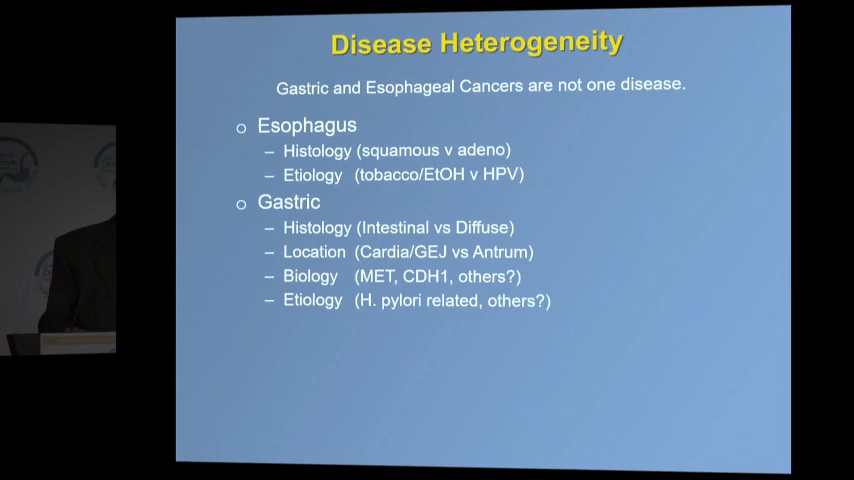 Disease Heterogeneity
Gastric and Esophageal Cancers are not one disease.
o Esophagus
– Histology (squamous v adeno)
– Etiology (tobacco/EtOH v HPV)
o Gastric
– Histology (Intestinal vs Diffuse)
– Location (Cardia/GEJ vs Antrum)
– Biology (MET, CDH1, others?)
– Etiology (H. pylori related, others?)